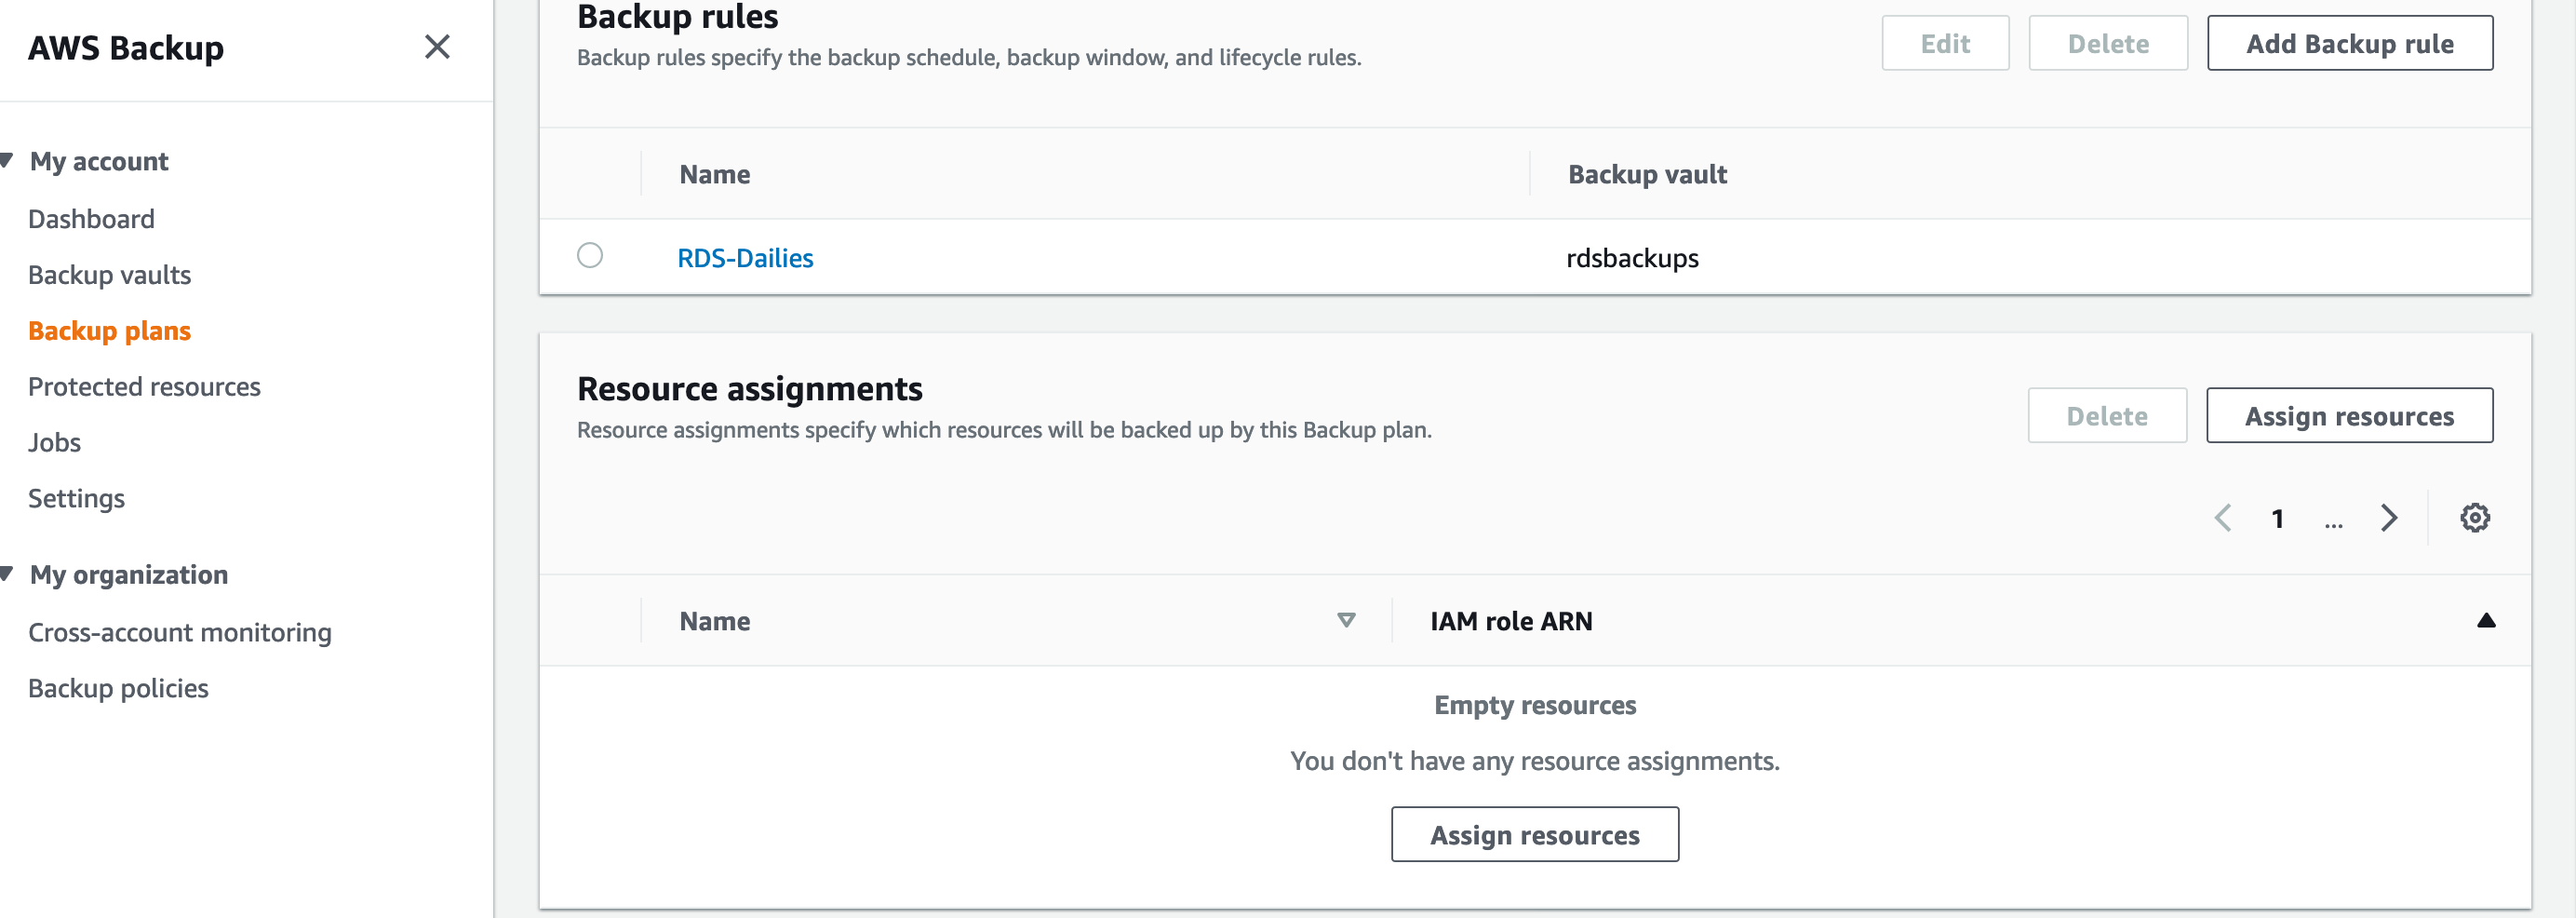 AWS Backup
My account
Dashboard
Backup vaults
Backup plans
Protected resources
Jobs
Settings
My organization
Cross-account monitoring
Backup policies
Backup rules
Backup rules specify the backup schedule, backup window, and lifecycle rules.
Edit
Delete
Add Backup rule
Name
Backup vault
RDS-Dailies
rdsbackups
Resource assignments
Resource assignments specify which resources will be backed up by this Backup plan.
Delete
Assign resources
1
...
Name
IAM role ARN
Empty resources
You don't have any resource assignments.
Assign resources